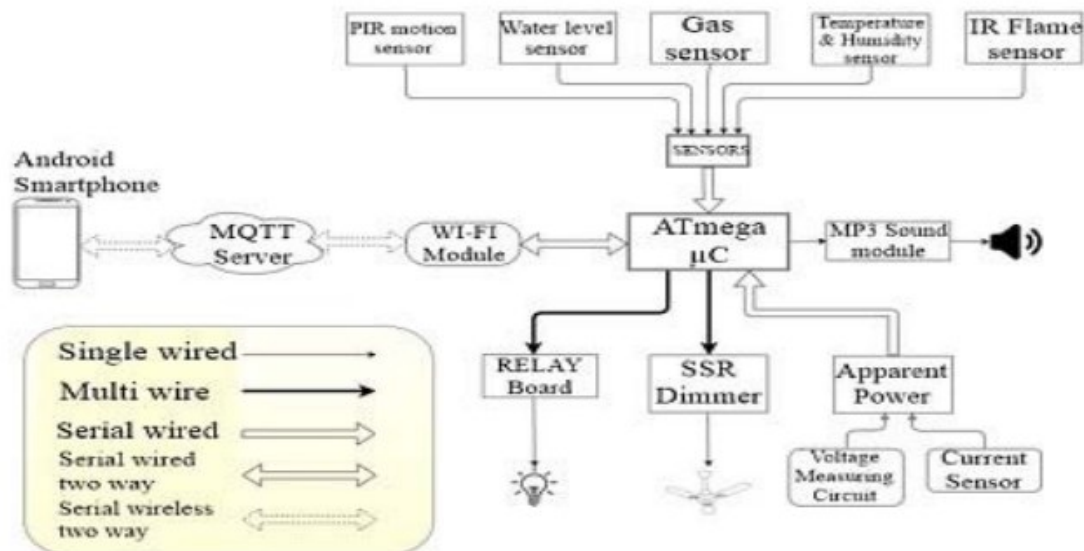 PIR motion
sensor
Water level
sensor
Gas
sensor
Temperature
& Humidity
sensor
IR Flame
sensor
SENSORS
Android
Smartphone
MQTT
Server
WI-FI
Module
ATmega
µC
MP3 Sound
module
RELAY
Board
SSR
Dimmer
Apparent
Power
Voltage
Measuring
Circuit
Current
Sensor
Single wired
Multi wire
Serial wired
Serial wired
two way
Serial wireless
two way